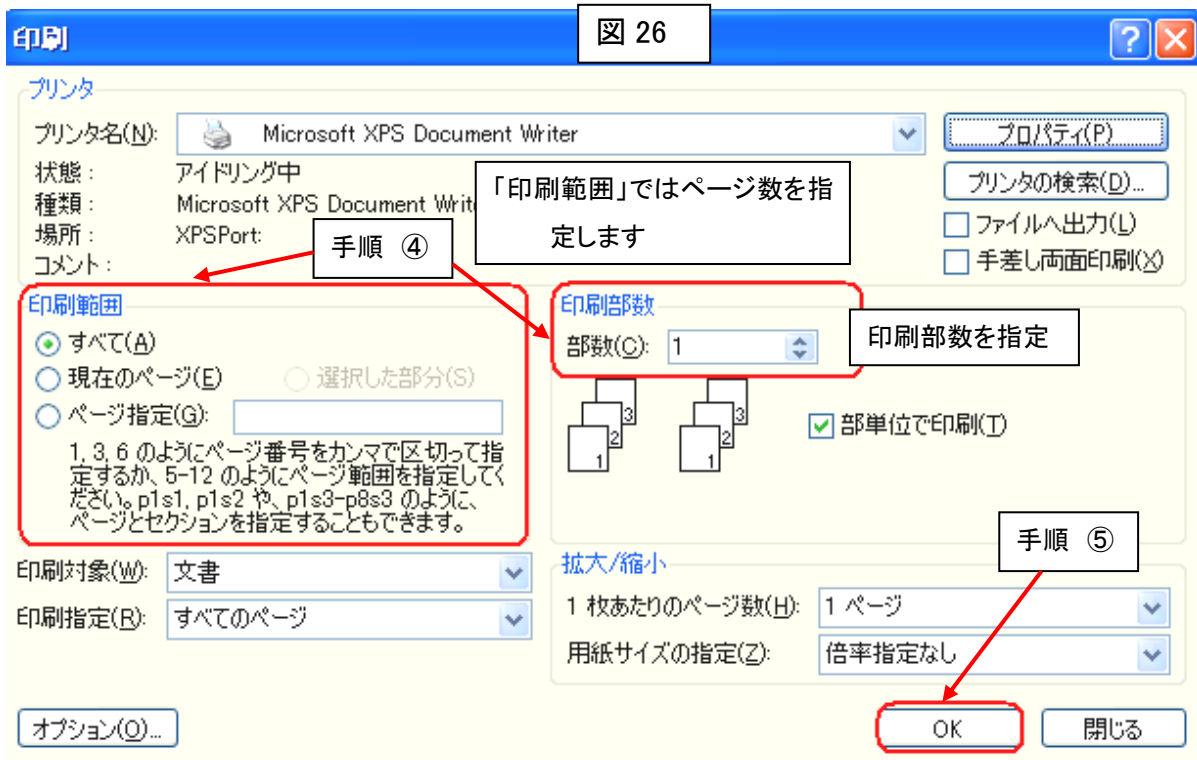 印刷
図 26
プリンタ
プリンタ名(N): Microsoft XPS Document Writer
プロパティ(P)
状態 : アイドリング中
プリンタの検索(D)...
種類 : Microsoft XPS Document Writ
「印刷範囲」ではページ数を指
定します
場所 : XPSPort:
ファイルへ出力(L)
手順 ④
コメント :
手差し両面印刷(X)
印刷範囲
すべて(A)
現在のページ(E) 選択した部分(S)
ページ指定(G):
1, 3, 6 のようにページ番号をカンマで区切って指
定するか、5-12 のようにページ範囲を指定してく
ださい。p1s1, p1s2 や、p1s3-p8s3 のように、
ページとセクションを指定することもできます。
印刷部数
部数(C): 1
印刷部数を指定
3 3
2 2
1 1
部単位で印刷(T)
手順 ⑤
印刷対象(W): 文書
印刷指定(R): すべてのページ
拡大/縮小
1 枚あたりのページ数(H): 1 ページ
用紙サイズの指定(Z): 倍率指定なし
オプション(O)...
OK
閉じる